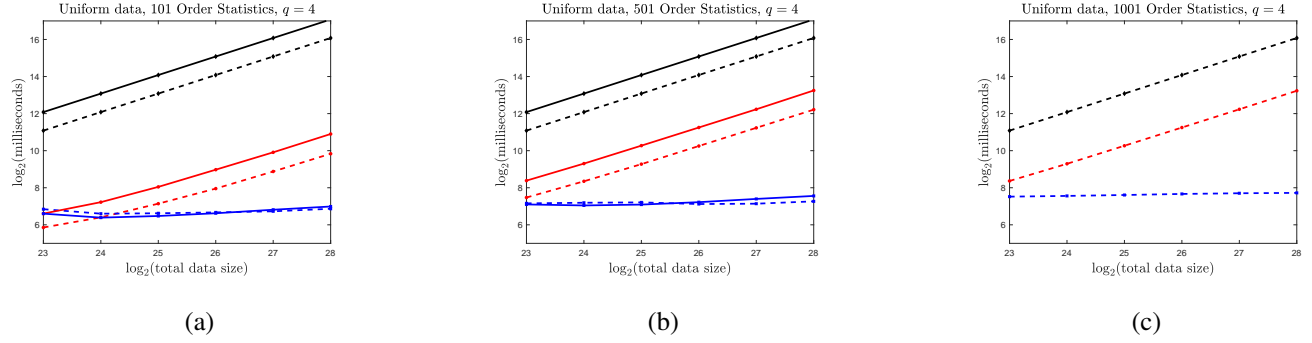 Uniform data, 101 Order Statistics, q = 4
16
14
12
10
8
6
log₂(milliseconds)
23 24 25 26 27 28
log₂(total data size)
(a)
Uniform data, 501 Order Statistics, q = 4
16
14
12
10
8
6
log₂(milliseconds)
23 24 25 26 27 28
log₂(total data size)
(b)
Uniform data, 1001 Order Statistics, q = 4
16
14
12
10
8
6
log₂(milliseconds)
23 24 25 26 27 28
log₂(total data size)
(c)